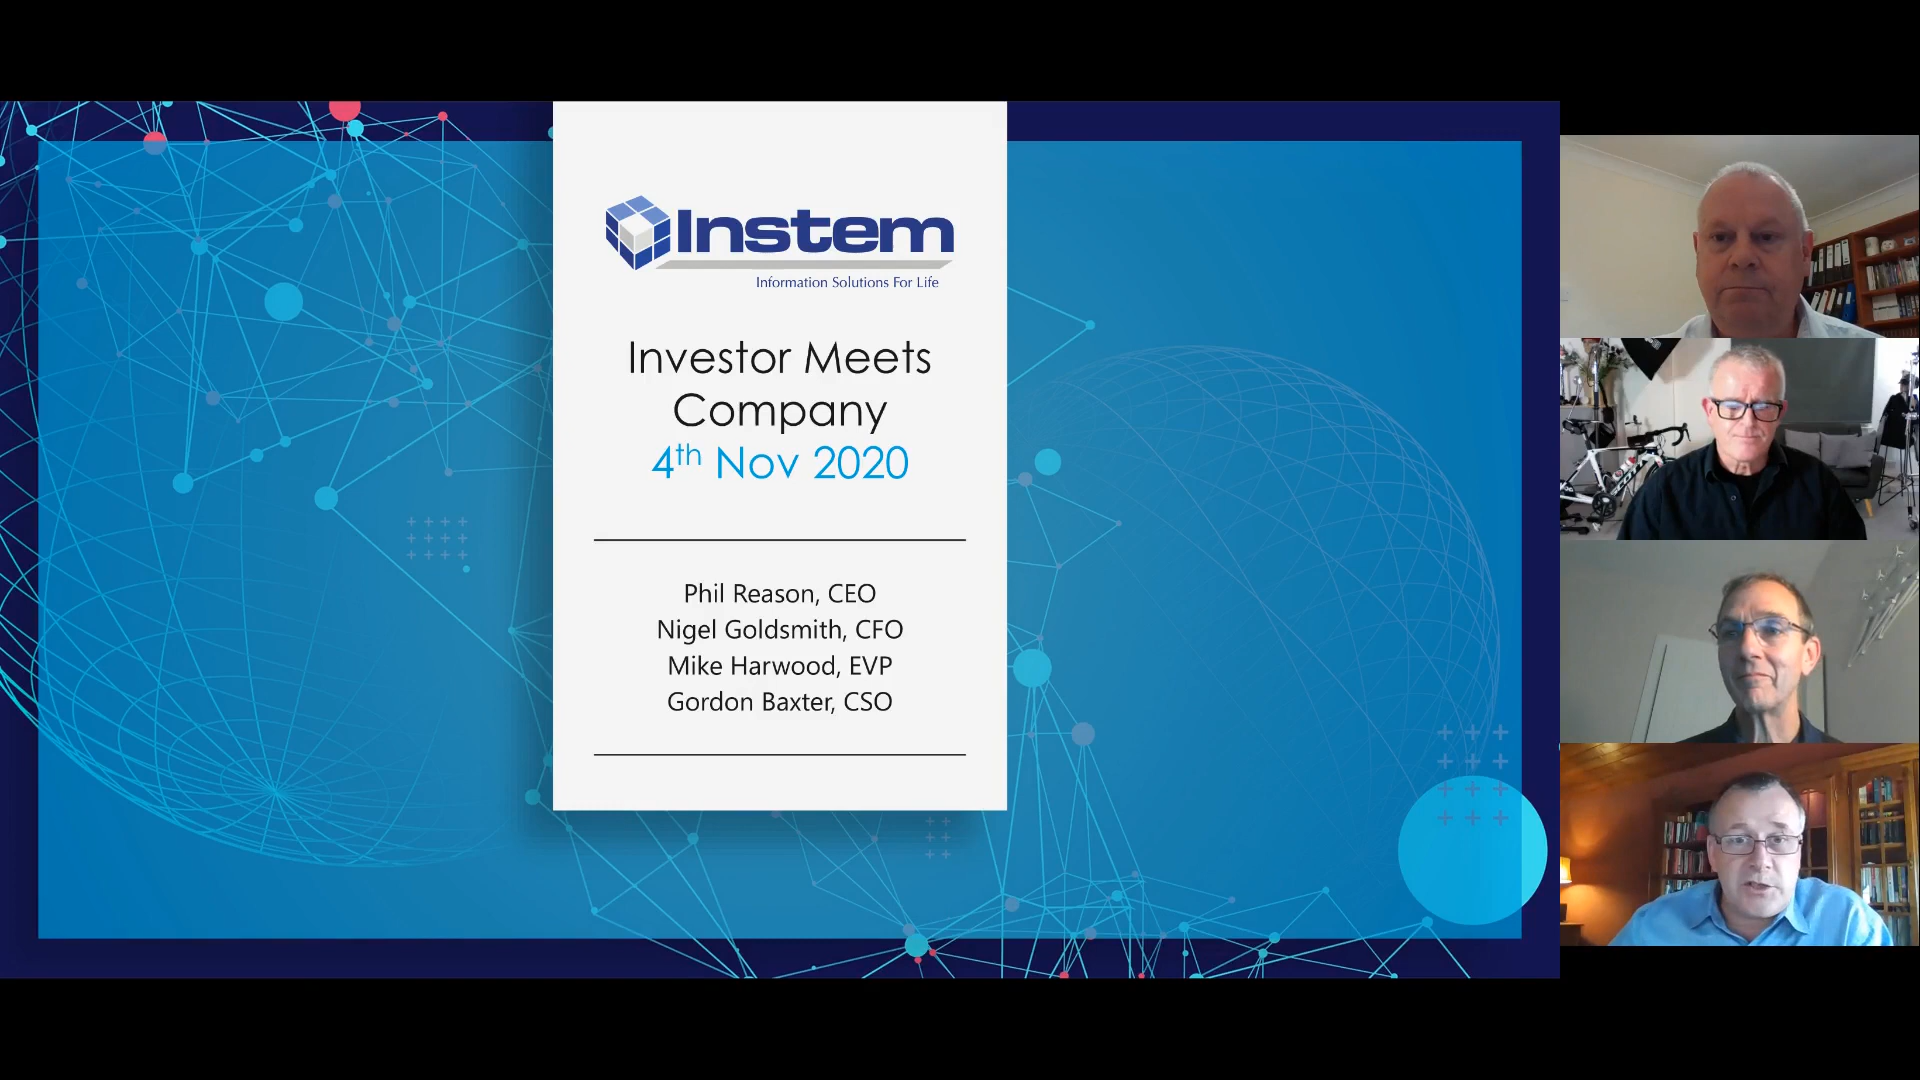 Instem
Information Solutions For Life
Investor Meets
Company
4th Nov 2020
Phil Reason, CEO
Nigel Goldsmith, CFO
Mike Harwood, EVP
Gordon Baxter, CSO